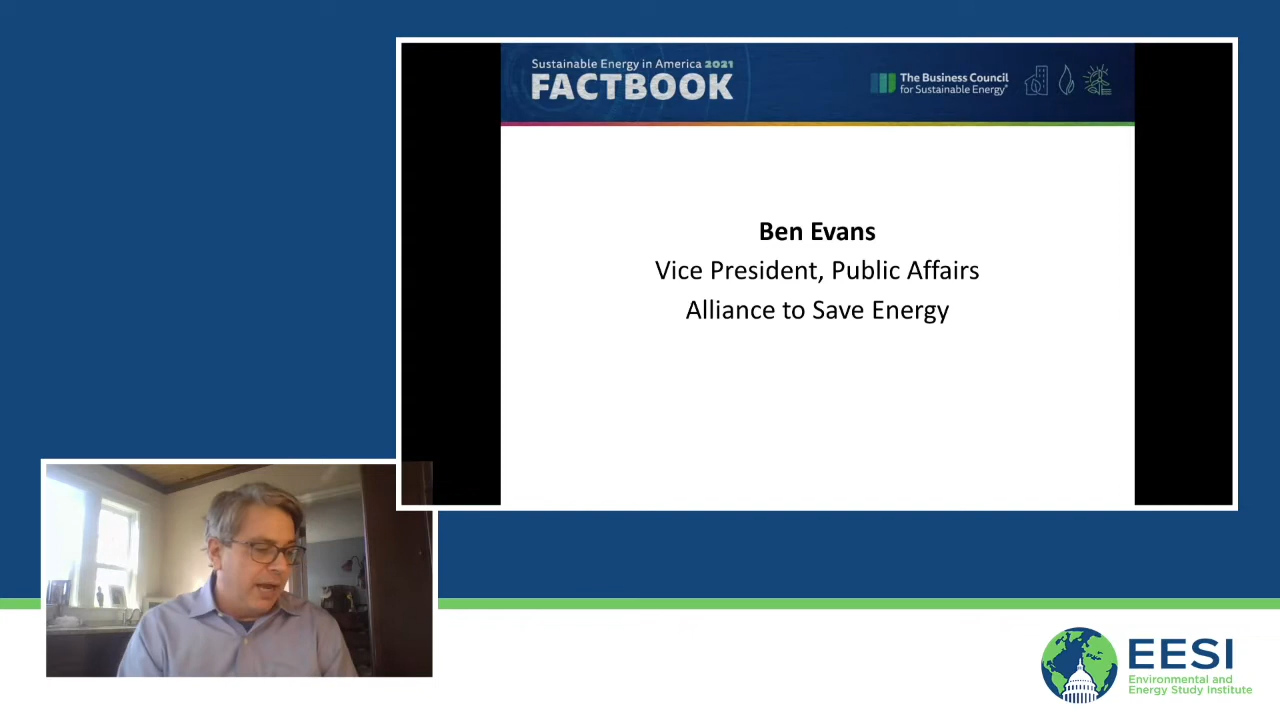 Sustainable Energy in America 2021
FACTBOOK
The Business Council
for Sustainable Energy®
Ben Evans
Vice President, Public Affairs
Alliance to Save Energy
EESI
Environmental and
Energy Study Institute